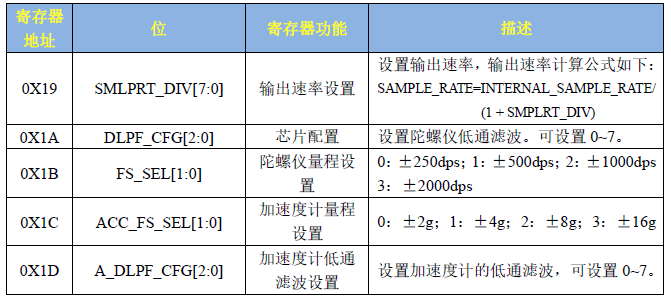 寄存器
地址
位
寄存器功能
描述
0X19
SMLPRT_DIV[7:0]
输出速率设置
设置输出速率，输出速率计算公式如下：
SAMPLE_RATE=INTERNAL_SAMPLE_RATE/
(1 + SMPLRT_DIV)
0X1A
DLPF_CFG[2:0]
芯片配置
设置陀螺仪低通滤波。可设置 0~7。
0X1B
FS_SEL[1:0]
陀螺仪量程设
置
0：±250dps；1：±500dps；2：±1000dps
3：±2000dps
0X1C
ACC_FS_SEL[1:0]
加速度计量程
设置
0：±2g；1：±4g；2：±8g；3：±16g
0X1D
A_DLPF_CFG[2:0]
加速度计低通
滤波设置
设置加速度计的低通滤波，可设置 0~7。